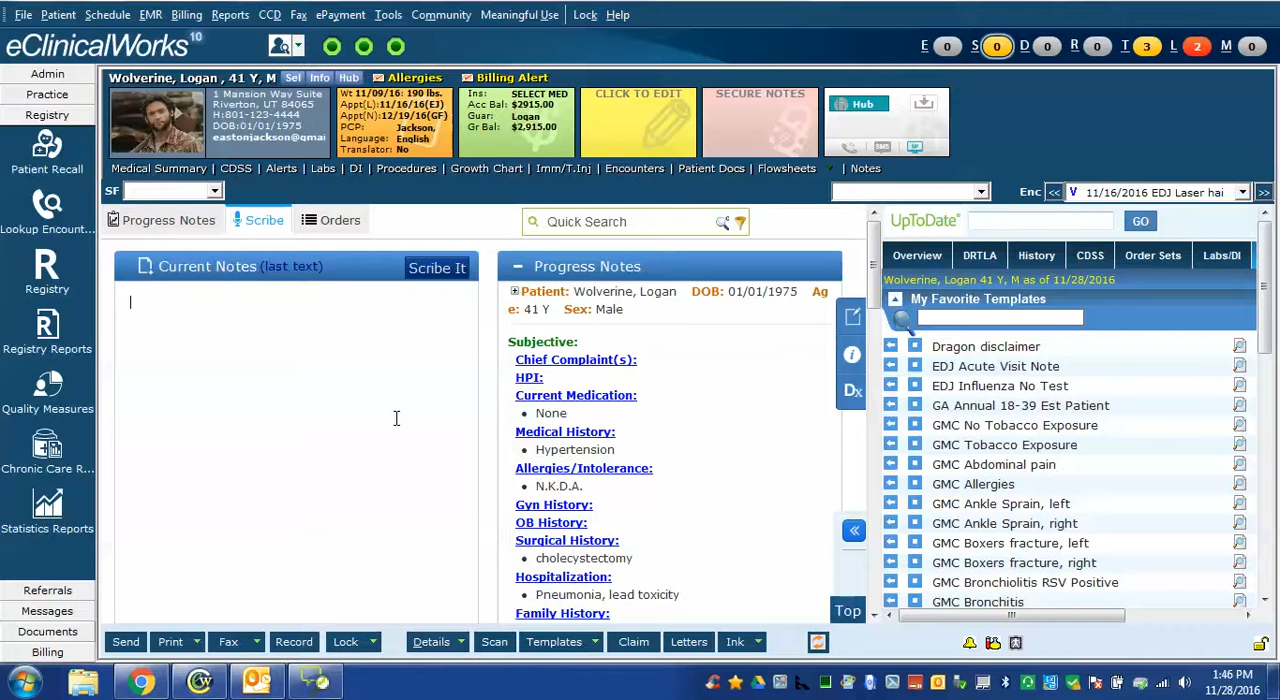 File Patient Schedule EMR Billing Reports CCD Fax ePayment Tools Community Meaningful Use Lock Help
eClinicalWorks 10
E 0 S 0 D 0 R 0 T 3 L 2 M 0
Admin
Practice
Registry
Patient Recall
Lookup Encount...
Registry
Registry Reports
Quality Measures
Chronic Care R...
Statistics Reports
Referrals
Messages
Documents
Billing
Wolverine, Logan , 41 Y, M Sel Info Hub Allergies Billing Alert
1 Mansion Way Suite
Riverton, UT 84065
H:801-123-4444
DOB:01/01/1975
eastonjackson@gmai
Wt 11/09/16: 190 lbs.
Appt(L):11/16/16(EJ)
Appt(N):12/19/16(GF)
PCP: Jackson,
Language: English
Translator: No
Ins: SELECT MED
Acc Bal: $2915.00
Guar: Logan
Gr Bal: $2,915.00
CLICK TO EDIT
SECURE NOTES
Hub
SMS
Medical Summary CDSS Alerts Labs DI Procedures Growth Chart Imm/T.Inj Encounters Patient Docs Flowsheets Notes
SF
Enc << V 11/16/2016 EDJ Laser hai >>
Progress Notes Scribe Orders
Quick Search
Current Notes (last text) Scribe It
Progress Notes
Patient: Wolverine, Logan DOB: 01/01/1975 Ag
e: 41 Y Sex: Male
Subjective:
Chief Complaint(s):
HPI:
Current Medication:
None
Medical History:
Hypertension
Allergies/Intolerance:
N.K.D.A.
Gyn History:
OB History:
Surgical History:
cholecystectomy
Hospitalization:
Pneumonia, lead toxicity
Family History:
Dx
Top
UpToDate GO
Overview DRTLA History CDSS Order Sets Labs/DI
Wolverine, Logan 41 Y, M as of 11/28/2016
My Favorite Templates
Dragon disclaimer
EDJ Acute Visit Note
EDJ Influenza No Test
GA Annual 18-39 Est Patient
GMC No Tobacco Exposure
GMC Tobacco Exposure
GMC Abdominal pain
GMC Allergies
GMC Ankle Sprain, left
GMC Ankle Sprain, right
GMC Boxers fracture, left
GMC Boxers fracture, right
GMC Bronchiolitis RSV Positive
GMC Bronchitis
Send Print Fax Record Lock Details Scan Templates Claim Letters Ink
1:46 PM
11/28/2016